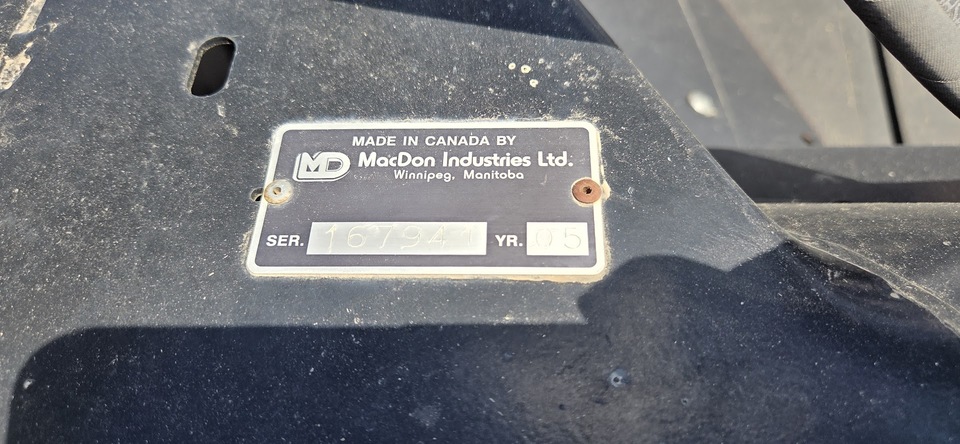 MADE IN CANADA BY
MD MacDon Industries Ltd.
Winnipeg, Manitoba
SER. 167941 YR. 05